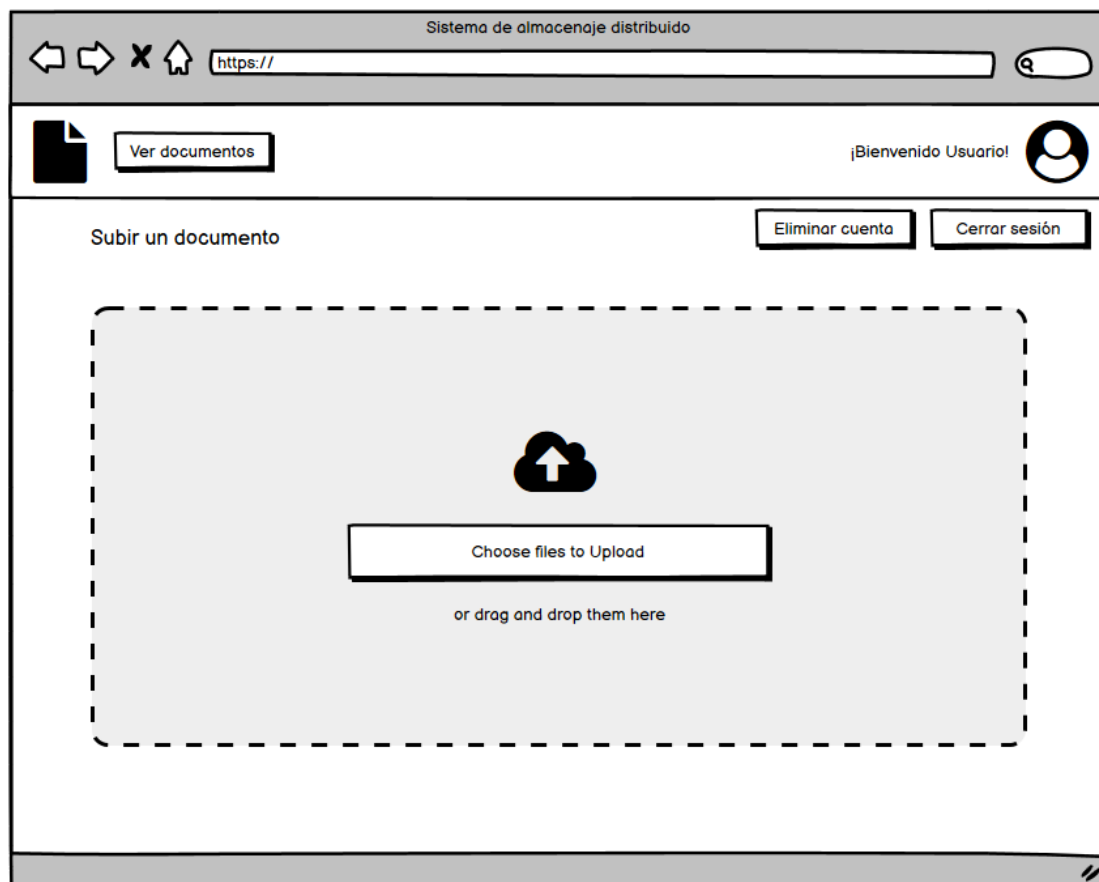 Sistema de almacenaje distribuido
https://
Ver documentos
¡Bienvenido Usuario!
Eliminar cuenta
Cerrar sesión
Subir un documento
Choose files to Upload
or drag and drop them here